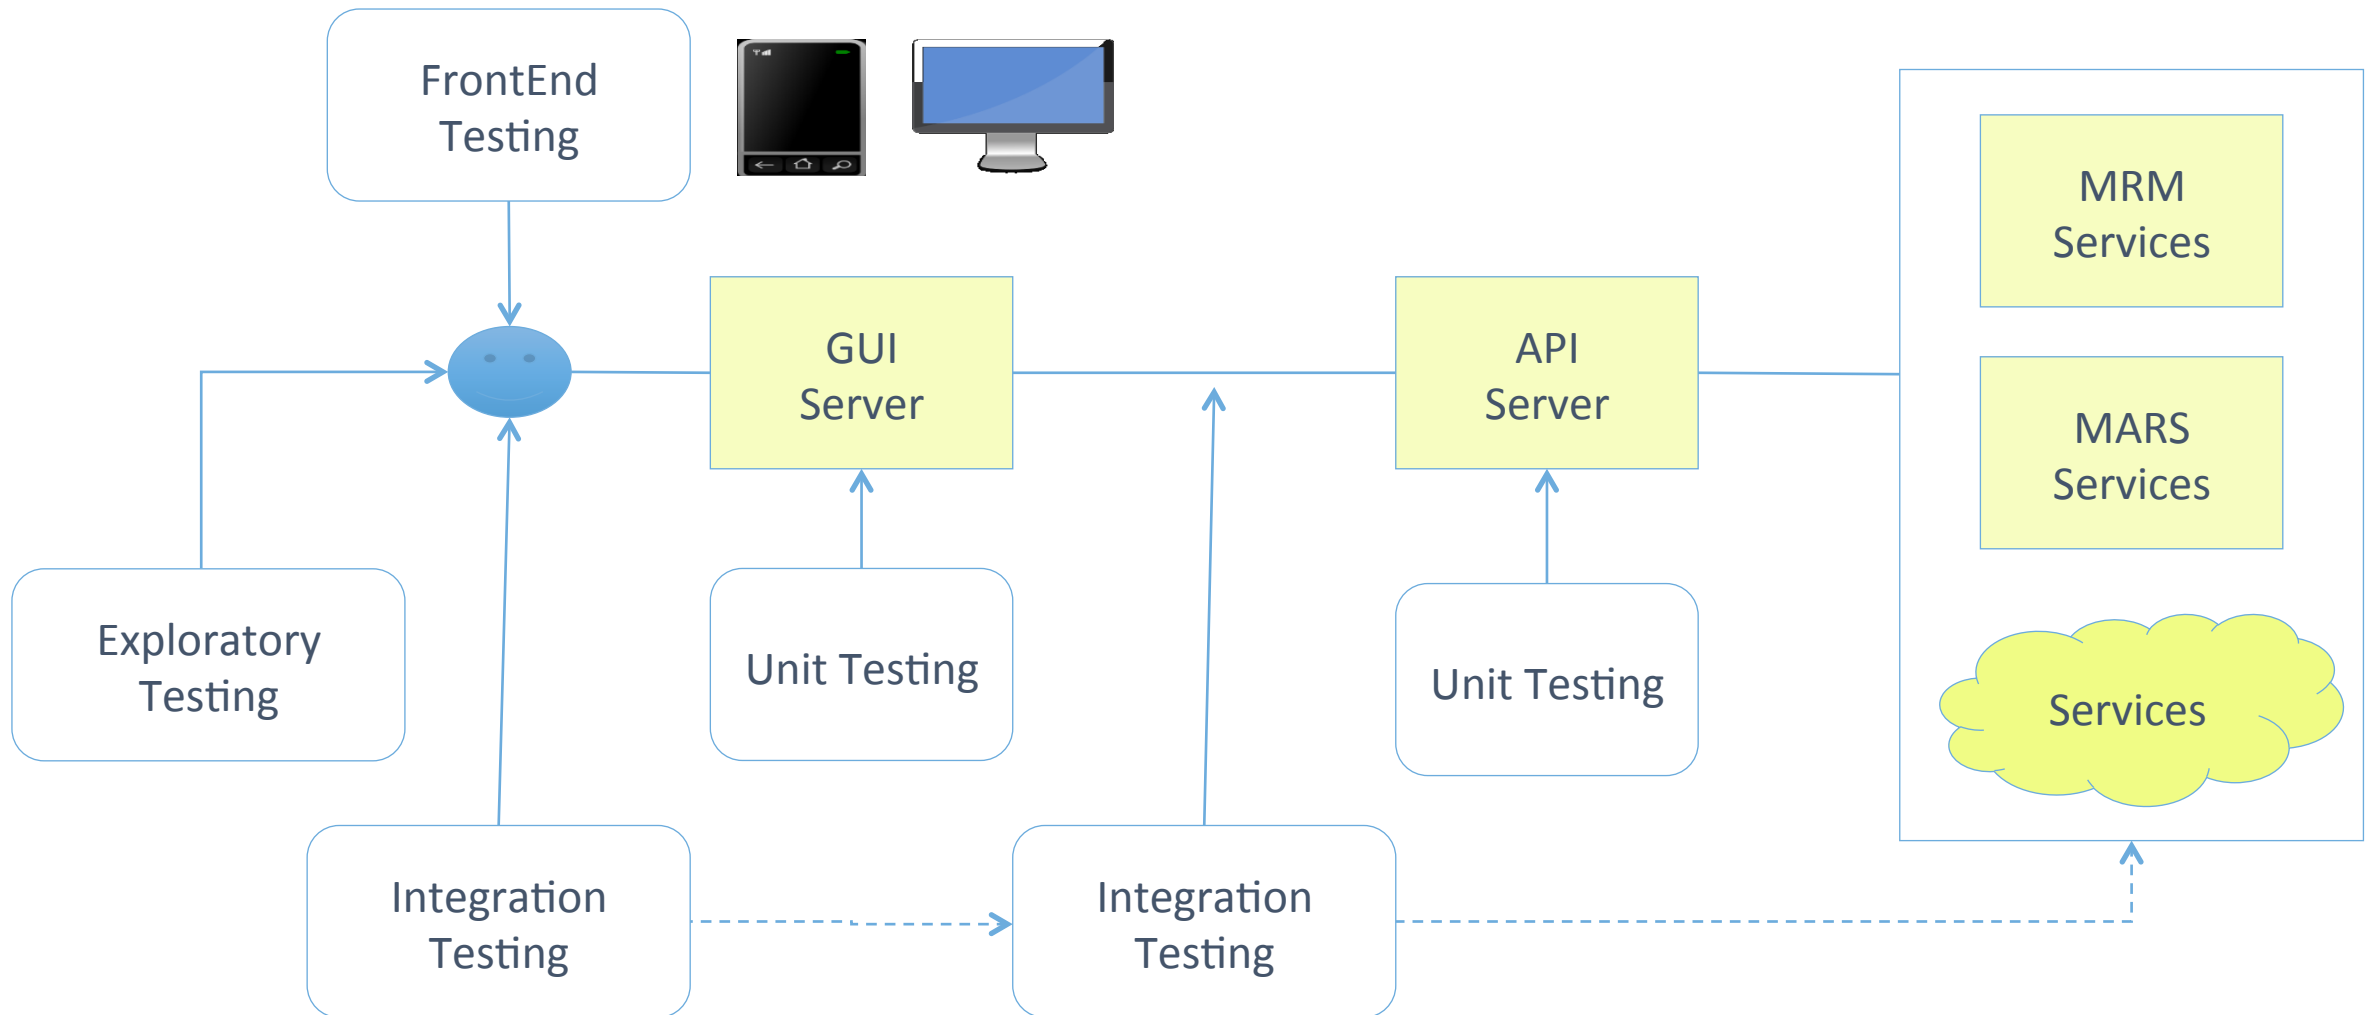 FrontEnd
Testing
MRM
Services
GUI
Server
API
Server
MARS
Services
Exploratory
Testing
Unit Testing
Unit Testing
Services
Integration
Testing
Integration
Testing